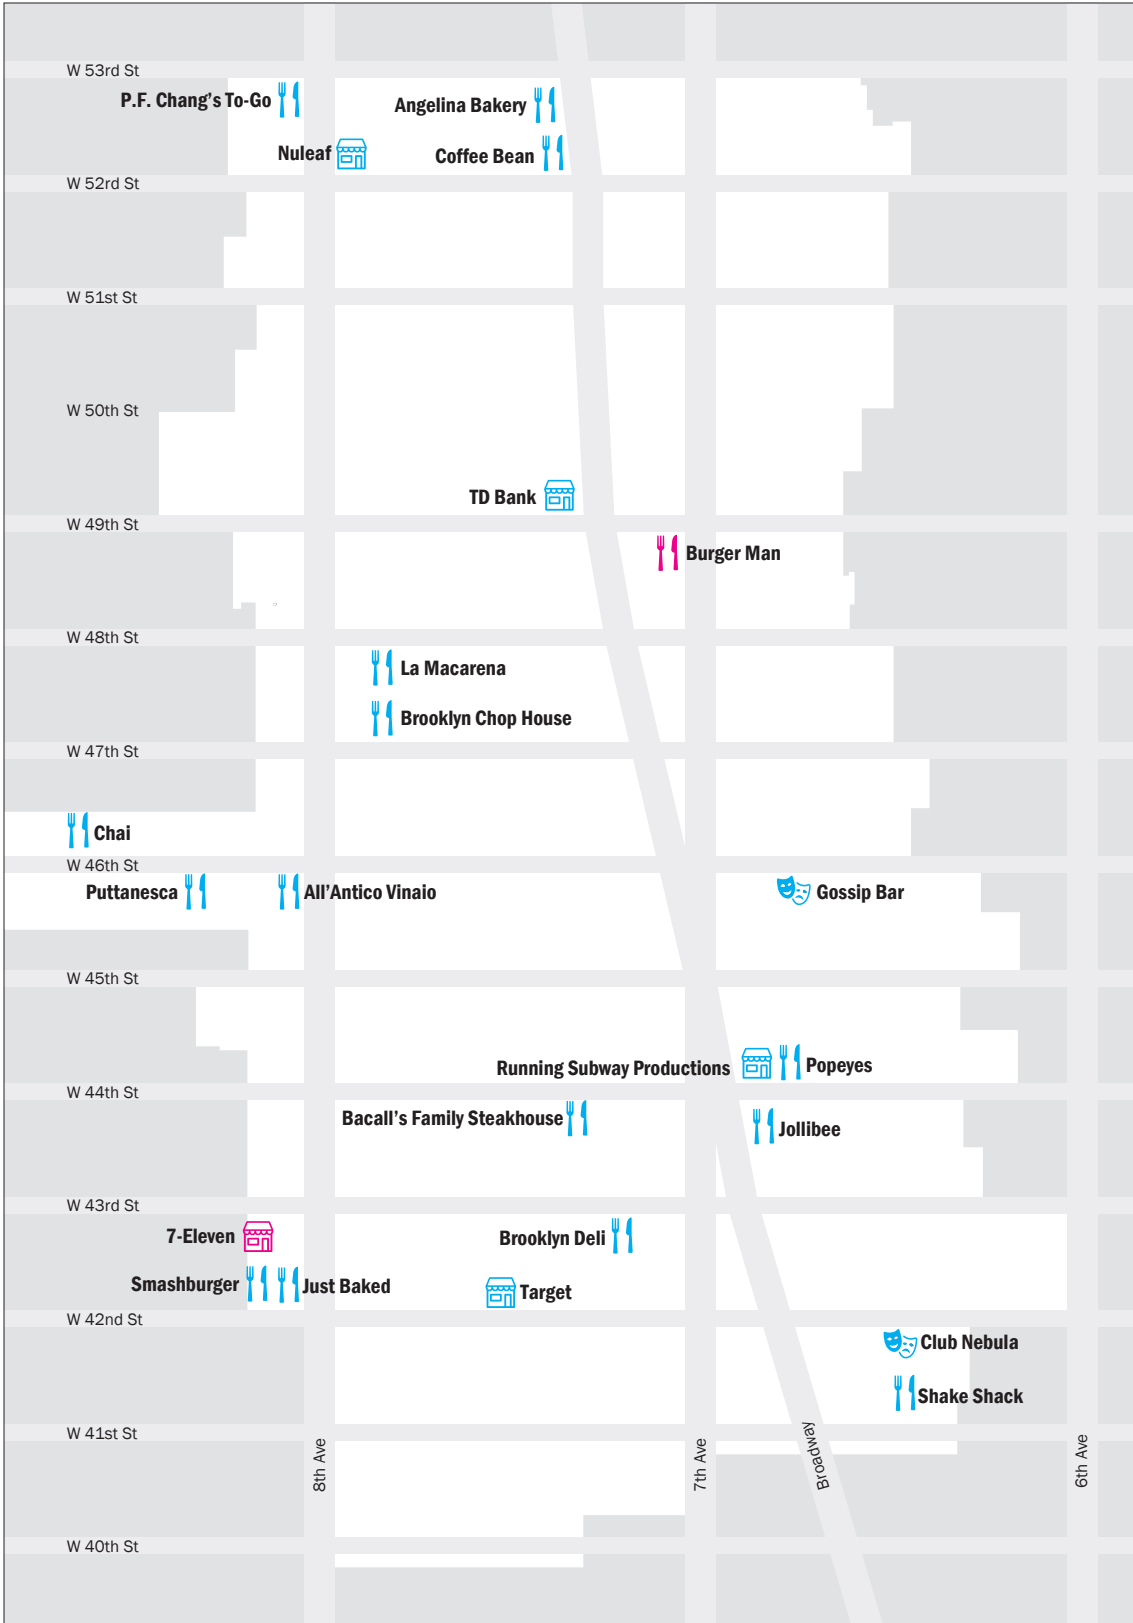 W 53rd St
P.F. Chang's To-Go
Angelina Bakery
Nuleaf
Coffee Bean
W 52rd St
W 51st St
W 50th St
TD Bank
W 49th St
Burger Man
W 48th St
La Macarena
Brooklyn Chop House
W 47th St
Chai
W 46th St
Puttanesca
All'Antico Vinaio
Gossip Bar
W 45th St
Running Subway Productions
Popeyes
W 44th St
Bacall's Family Steakhouse
Jollibee
W 43rd St
7-Eleven
Brooklyn Deli
Smashburger
Just Baked
Target
W 42nd St
Club Nebula
Shake Shack
W 41st St
8th Ave
7th Ave
Broadway
6th Ave
W 40th St